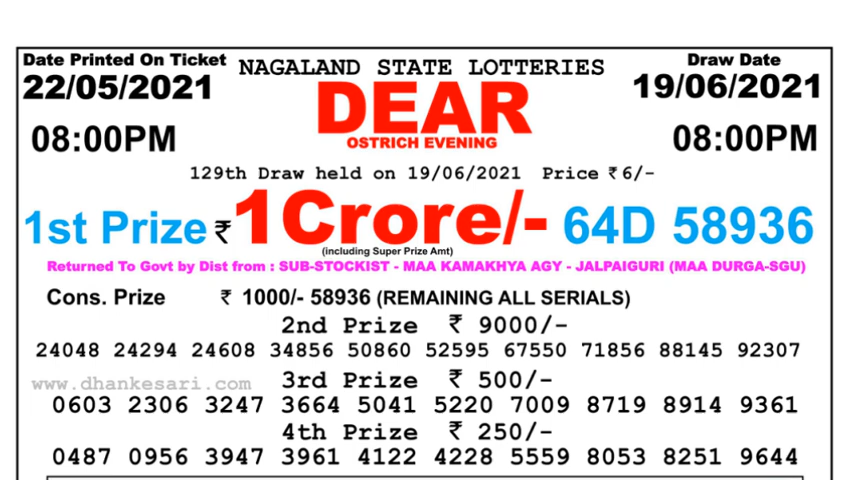 Date Printed On Ticket
22/05/2021
08:00PM
NAGALAND STATE LOTTERIES
DEAR
OSTRICH EVENING
Draw Date
19/06/2021
08:00PM
129th Draw held on 19/06/2021 Price ₹ 6/-
1st Prize ₹ 1Crore/- 64D 58936
(including Super Prize Amt)
Returned To Govt by Dist from : SUB-STOCKIST - MAA KAMAKHYA AGY - JALPAIGURI (MAA DURGA-SGU)
Cons. Prize ₹ 1000/- 58936 (REMAINING ALL SERIALS)
2nd Prize ₹ 9000/-
24048 24294 24608 34856 50860 52595 67550 71856 88145 92307
www.dhankesari.com 3rd Prize ₹ 500/-
0603 2306 3247 3664 5041 5220 7009 8719 8914 9361
4th Prize ₹ 250/-
0487 0956 3947 3961 4122 4228 5559 8053 8251 9644